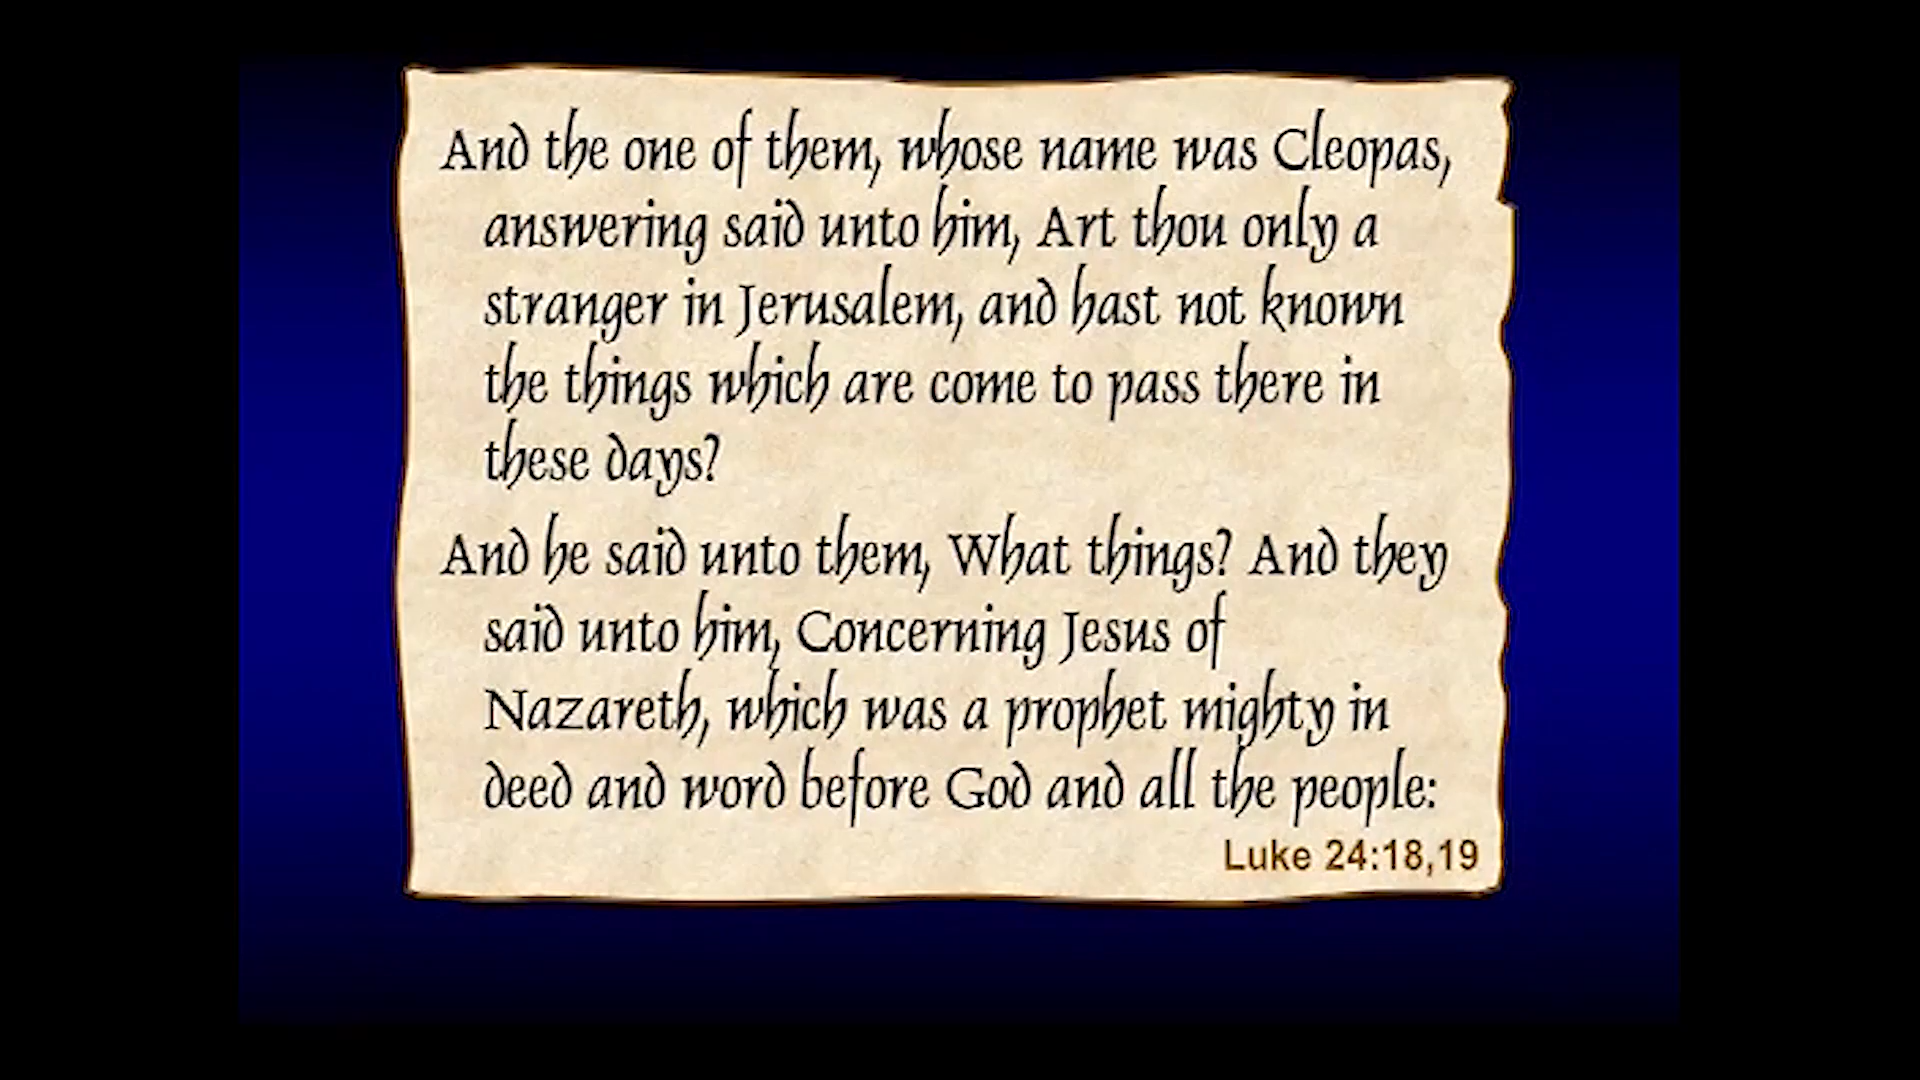 And the one of them, whose name was Cleopas,
answering said unto him, Art thou only a
stranger in Jerusalem, and hast not known
the things which are come to pass there in
these days?
And he said unto them, What things? And they
said unto him, Concerning Jesus of
Nazareth, which was a prophet mighty in
deed and word before God and all the people:
Luke 24:18,19